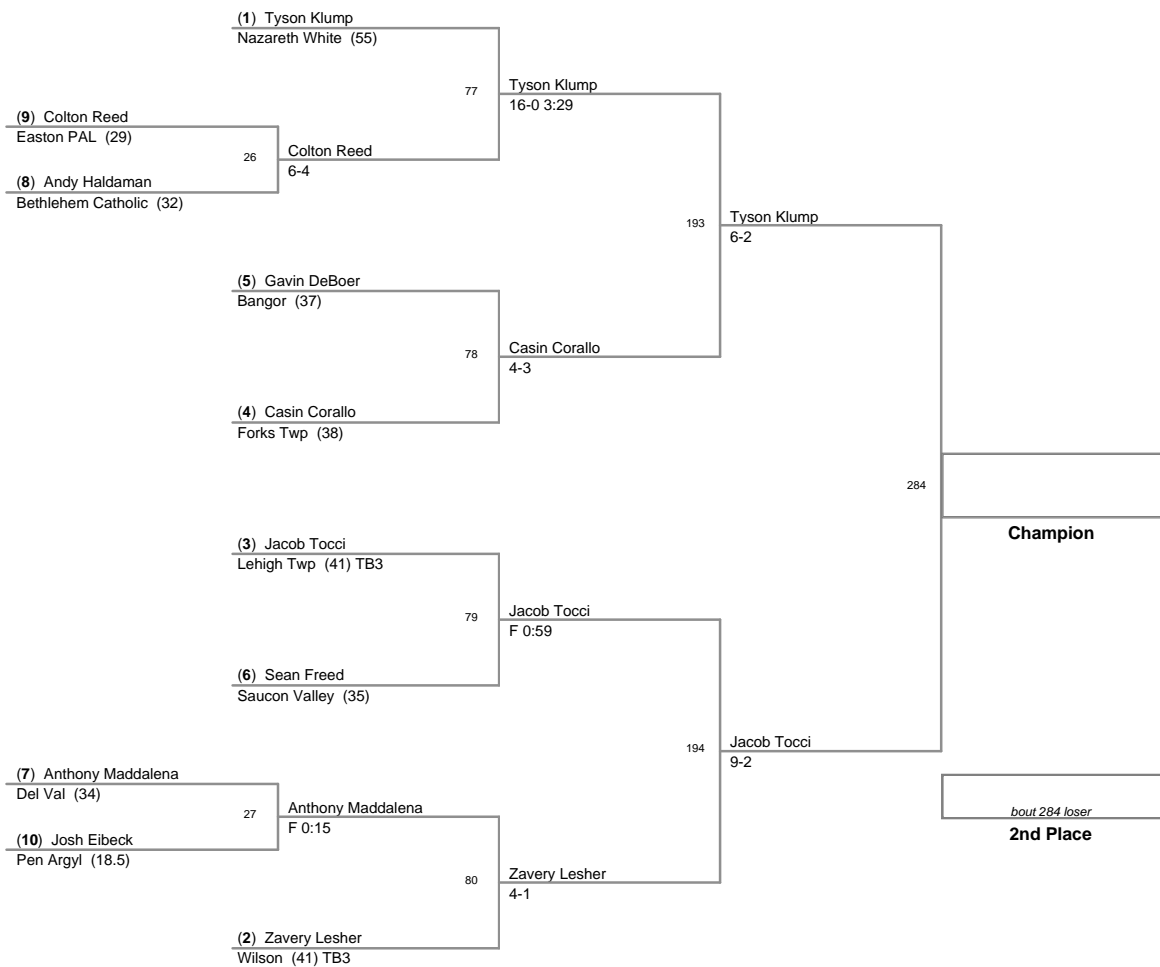 (1) Tyson Klump
Nazareth White (55)
77
Tyson Klump
16-0 3:29
(9) Colton Reed
Easton PAL (29)
26
Colton Reed
6-4
(8) Andy Haldaman
Bethlehem Catholic (32)
193
Tyson Klump
6-2
(5) Gavin DeBoer
Bangor (37)
78
Casin Corallo
4-3
(4) Casin Corallo
Forks Twp (38)
284
Champion
(3) Jacob Tocci
Lehigh Twp (41) TB3
79
Jacob Tocci
F 0:59
(6) Sean Freed
Saucon Valley (35)
194
Jacob Tocci
9-2
(7) Anthony Maddalena
Del Val (34)
27
Anthony Maddalena
F 0:15
(10) Josh Eibeck
Pen Argyl (18.5)
bout 284 loser
2nd Place
80
Zavery Lesher
4-1
(2) Zavery Lesher
Wilson (41) TB3